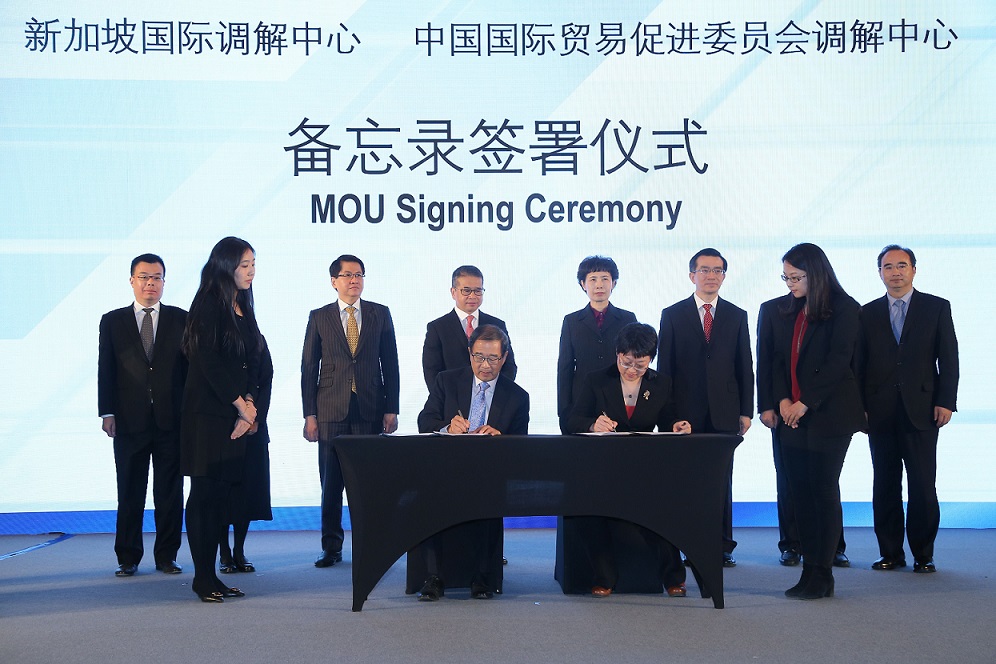 新加坡国际调解中心 中国国际贸易促进委员会调解中心
备忘录签署仪式
MOU Signing Ceremony